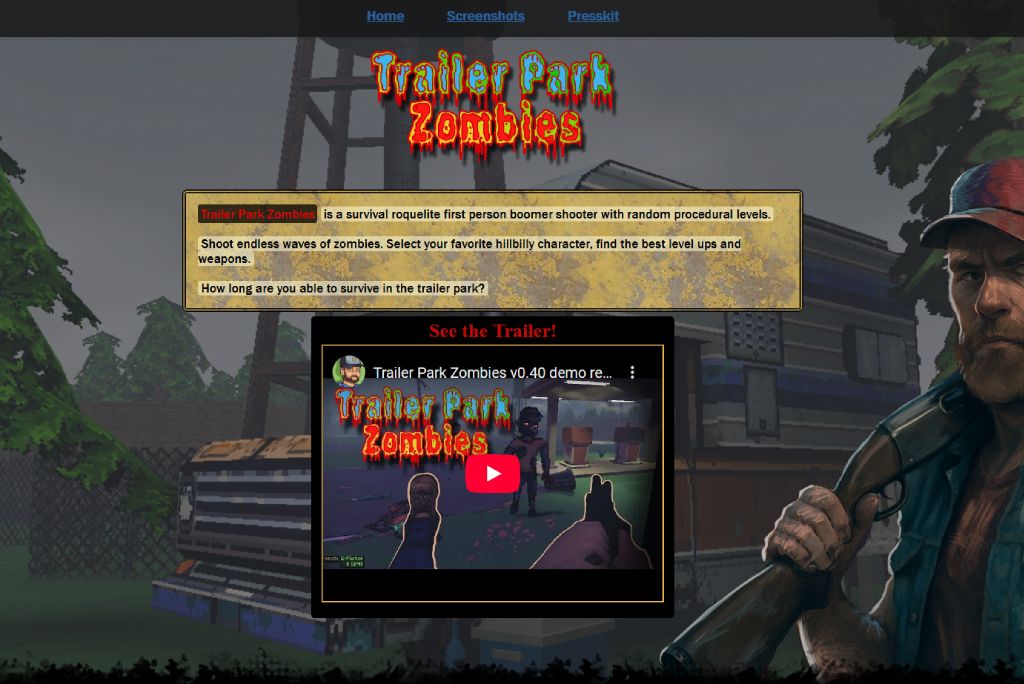 Home Screenshots Presskit
Trailer Park
Zombies
Trailer Park Zombies is a survival roquelite first person boomer shooter with random procedural levels.
Shoot endless waves of zombies. Select your favorite hillbilly character, find the best level ups and
weapons.
How long are you able to survive in the trailer park?
See the Trailer!
Trailer Park Zombies v0.40 demo re...
Trailer Park
Zombies